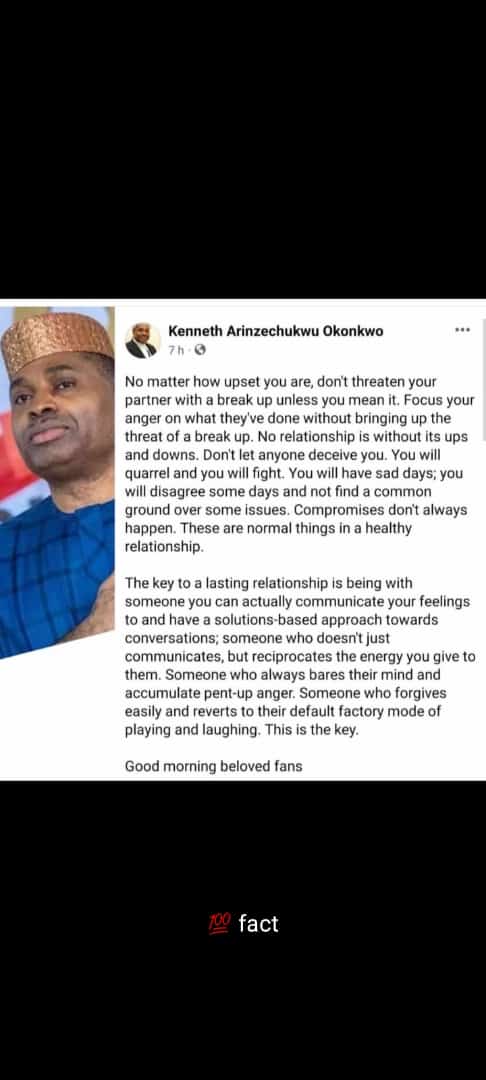 Kenneth Arinzechukwu Okonkwo
7 h ·
No matter how upset you are, don't threaten your
partner with a break up unless you mean it. Focus your
anger on what they've done without bringing up the
threat of a break up. No relationship is without its ups
and downs. Don't let anyone deceive you. You will
quarrel and you will fight. You will have sad days; you
will disagree some days and not find a common
ground over some issues. Compromises don't always
happen. These are normal things in a healthy
relationship.
The key to a lasting relationship is being with
someone you can actually communicate your feelings
to and have a solutions-based approach towards
conversations; someone who doesn't just
communicates, but reciprocates the energy you give to
them. Someone who always bares their mind and
accumulate pent-up anger. Someone who forgives
easily and reverts to their default factory mode of
playing and laughing. This is the key.
Good morning beloved fans
💯 fact